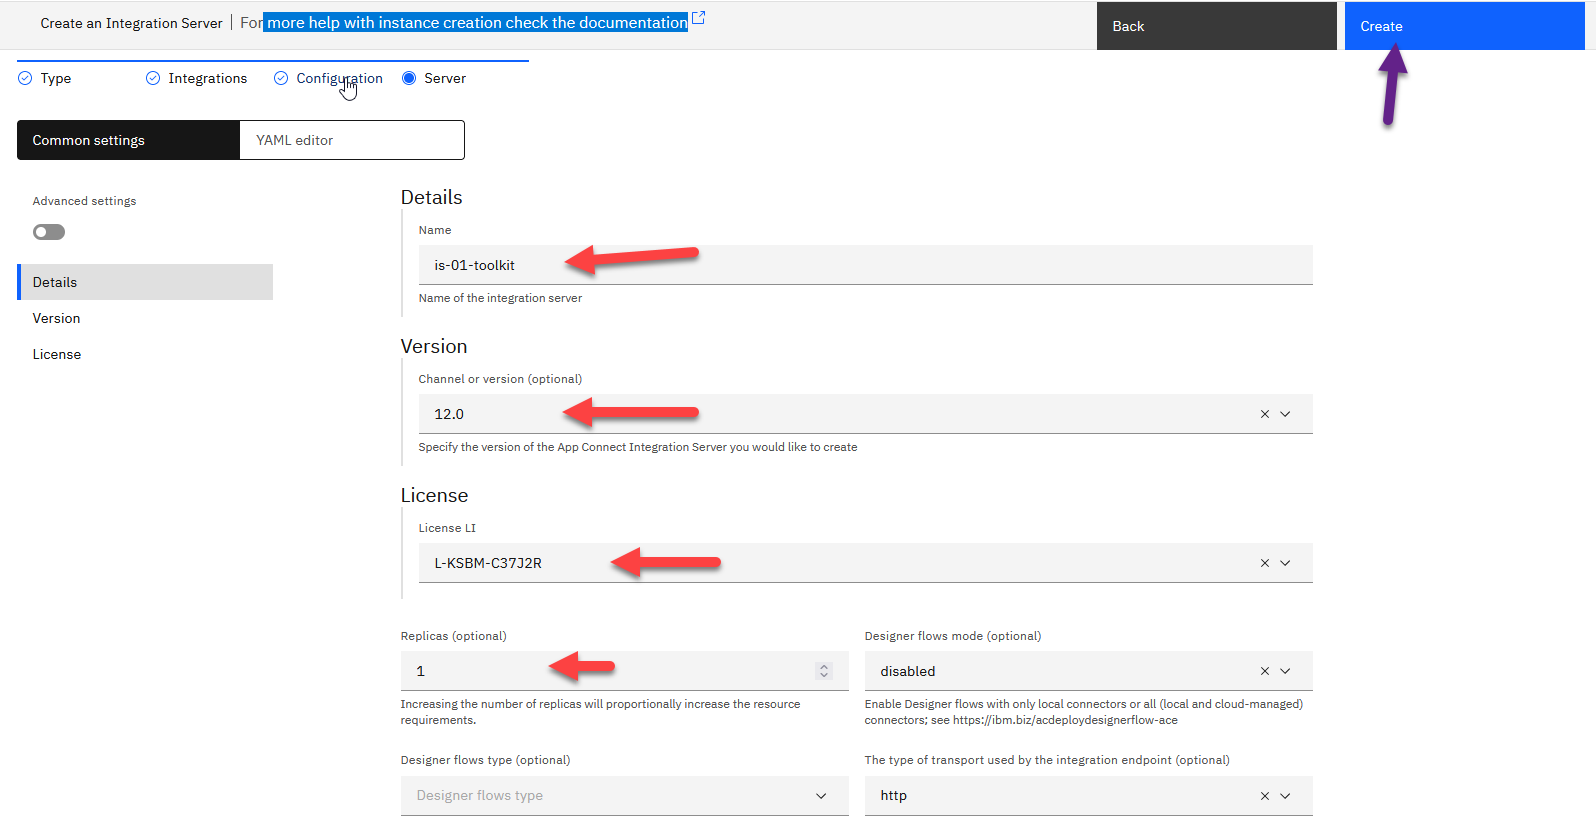 Create an Integration Server | For more help with instance creation check the documentation
Back
Create
Type
Integrations
Configuration
Server
Common settings
YAML editor
Advanced settings
Details
Version
License
Details
Name
is-01-toolkit
Name of the integration server
Version
Channel or version (optional)
12.0
Specify the version of the App Connect Integration Server you would like to create
License
License LI
L-KSBM-C37J2R
Replicas (optional)
1
Increasing the number of replicas will proportionally increase the resource
requirements.
Designer flows mode (optional)
disabled
Enable Designer flows with only local connectors or all (local and cloud-managed)
connectors; see https://ibm.biz/acdeploydesignerflow-ace
Designer flows type (optional)
Designer flows type
The type of transport used by the integration endpoint (optional)
http